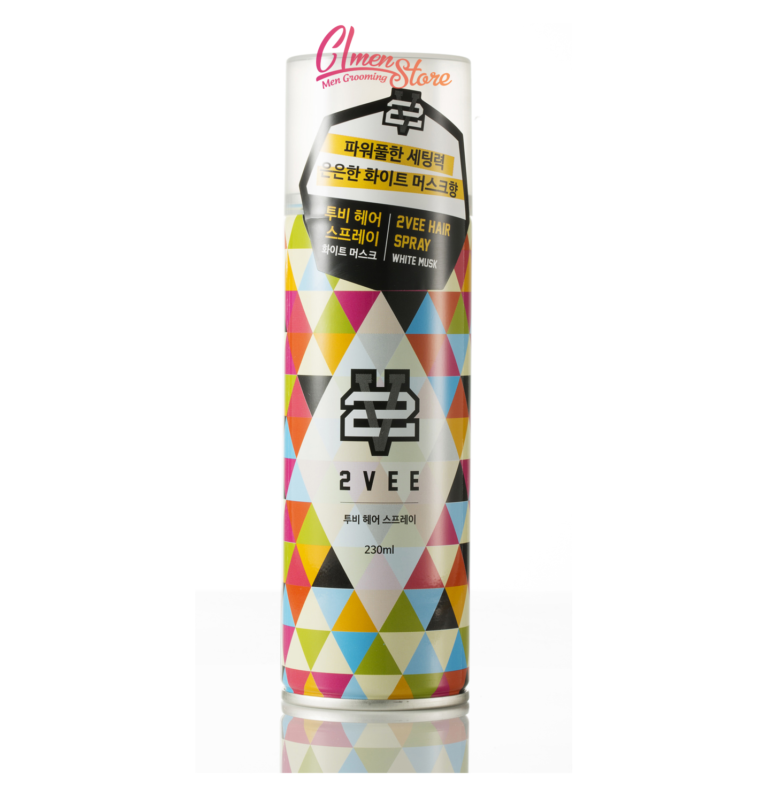 GImen
Men Grooming Store
파워풀한 세팅력
은은한 화이트 머스크향
투비 헤어
스프레이
화이트 머스크
2VEE HAIR
SPRAY
WHITE MUSK
2VEE
투비 헤어 스프레이
230ml